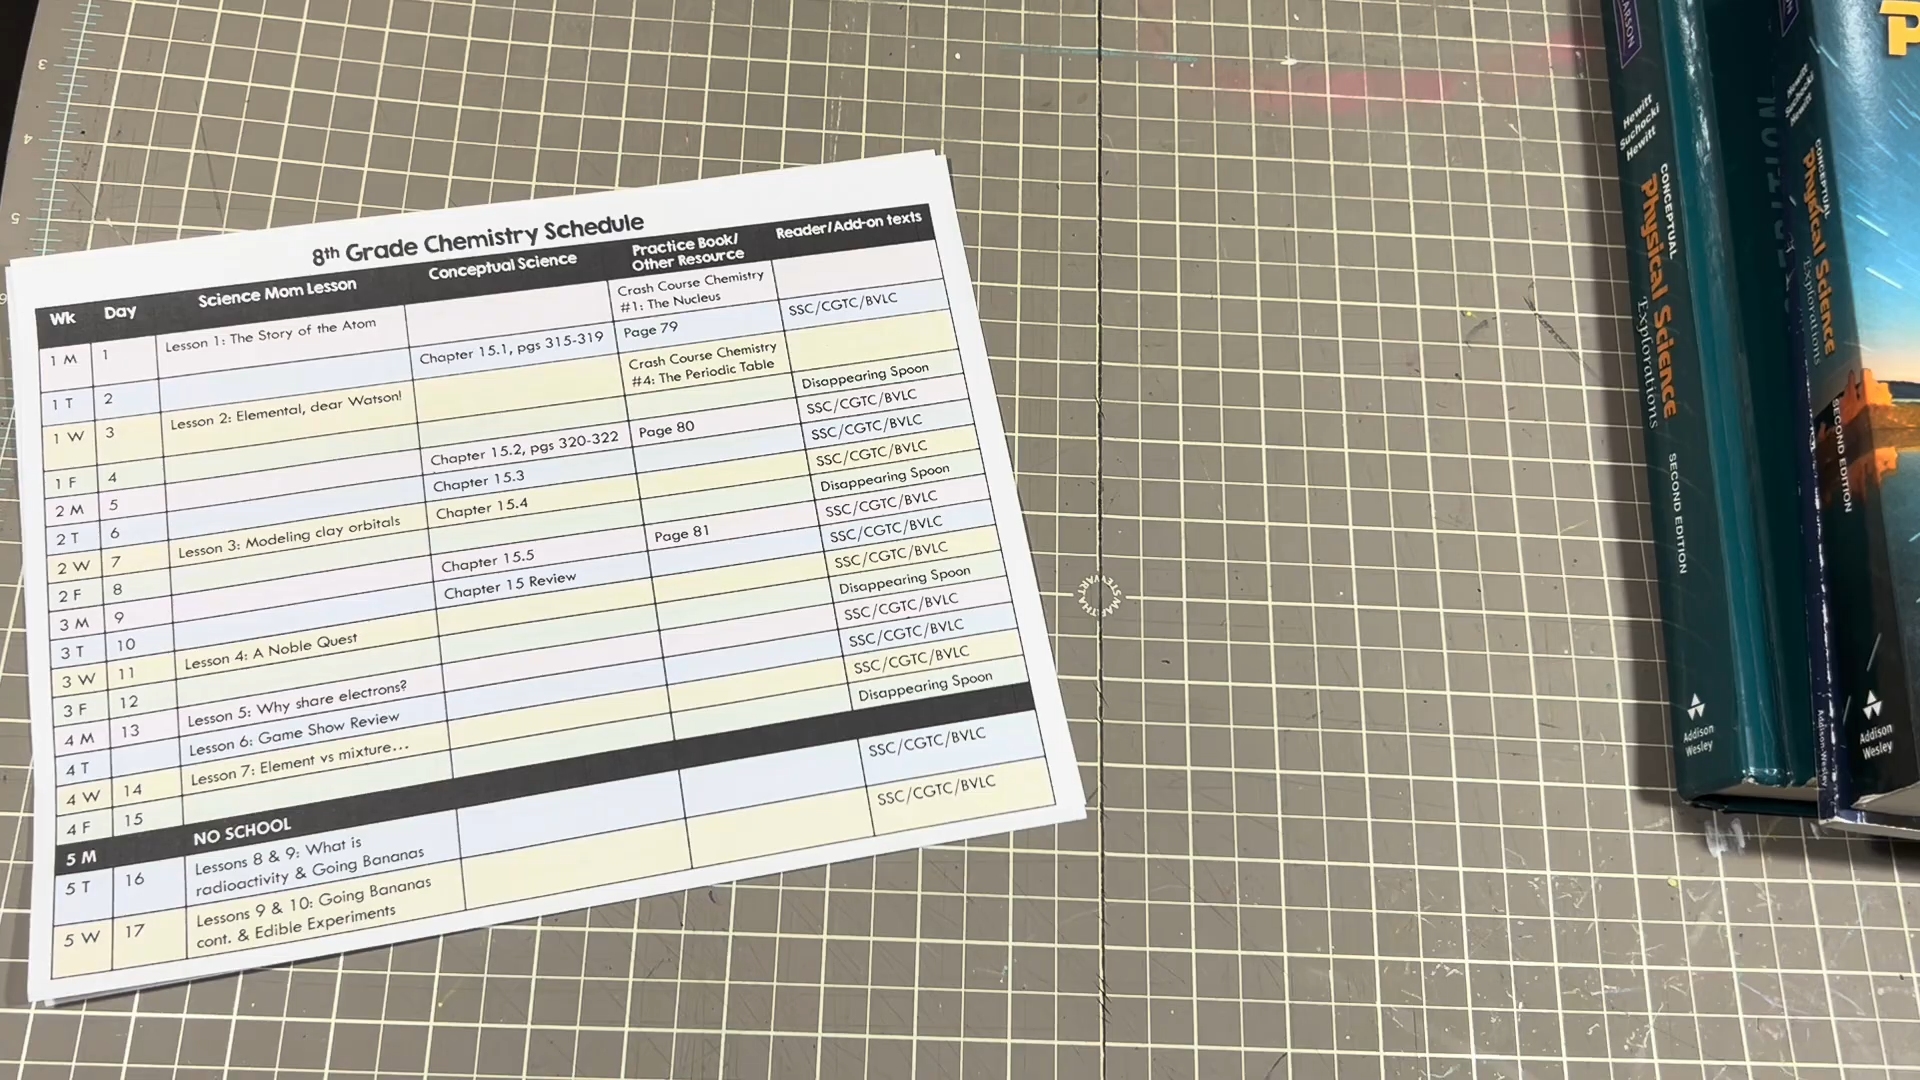 8th Grade Chemistry Schedule
Wk Day Science Mom Lesson Conceptual Science Practice Book/ Other Resource Reader/Add-on texts
1 M 1 Lesson 1: The Story of the Atom Crash Course Chemistry #1: The Nucleus
1 T 2 Chapter 15.1, pgs 315-319 Page 79 SSC/CGTC/BVLC
1 W 3 Lesson 2: Elemental, dear Watson! Crash Course Chemistry #4: The Periodic Table
1 F 4 Disappearing Spoon
2 M 5 Chapter 15.2, pgs 320-322 Page 80 SSC/CGTC/BVLC
2 T 6 Chapter 15.3 SSC/CGTC/BVLC
2 W 7 Lesson 3: Modeling clay orbitals Chapter 15.4 SSC/CGTC/BVLC
2 F 8 Disappearing Spoon
3 M 9 Chapter 15.5 Page 81 SSC/CGTC/BVLC
3 T 10 Chapter 15 Review SSC/CGTC/BVLC
3 W 11 Lesson 4: A Noble Quest SSC/CGTC/BVLC
3 F 12 Disappearing Spoon
4 M 13 Lesson 5: Why share electrons? SSC/CGTC/BVLC
4 T Lesson 6: Game Show Review SSC/CGTC/BVLC
4 W 14 Lesson 7: Element vs mixture... SSC/CGTC/BVLC
4 F 15 Disappearing Spoon
5 M NO SCHOOL
5 T 16 Lessons 8 & 9: What is radioactivity & Going Bananas SSC/CGTC/BVLC
5 W 17 Lessons 9 & 10: Going Bananas cont. & Edible Experiments SSC/CGTC/BVLC
3
4
5
6
MARTHA STEWART
Hewitt
Suchocki
Hewitt
CONCEPTUAL
Physical Science
Explorations
SECOND EDITION
Addison
Wesley
Hewitt
Suchocki
Hewitt
CONCEPTUAL
Physical Science
Explorations
SECOND EDITION
Addison
Wesley
Addison-Wesley
P